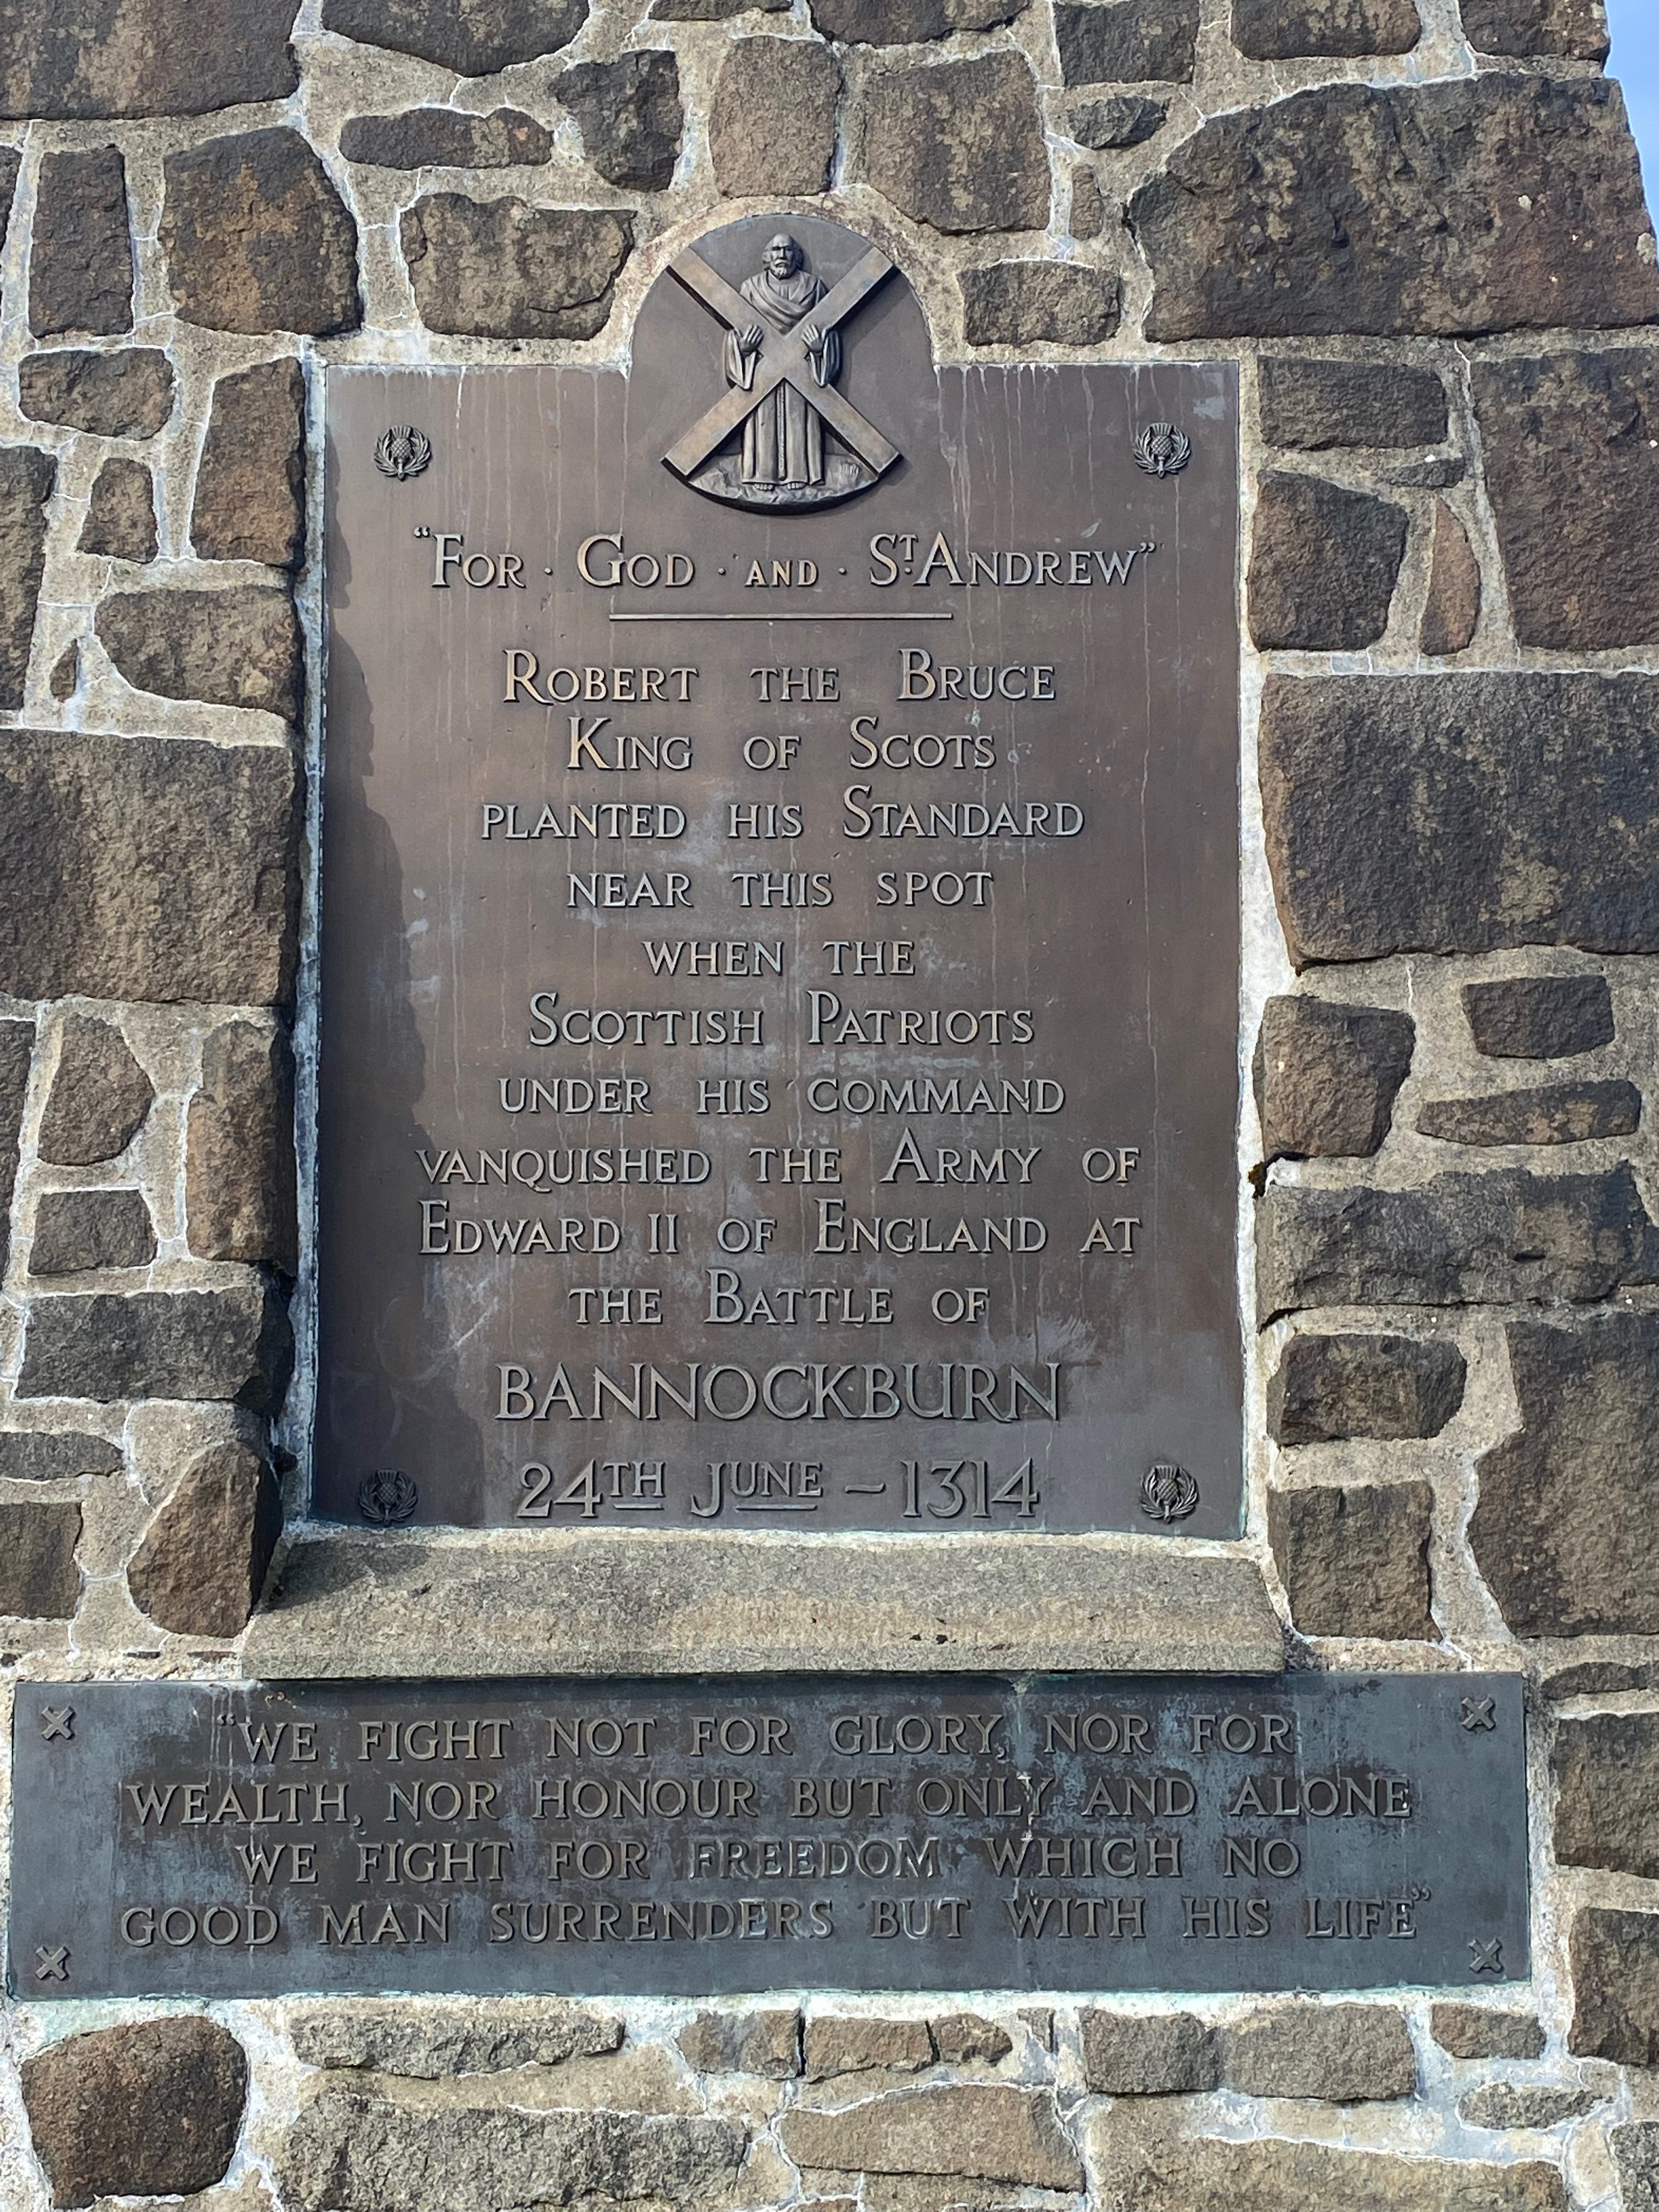 “For · God · and · St. Andrew”
Robert the Bruce
King of Scots
planted his Standard
near this spot
when the
Scottish Patriots
under his command
vanquished the Army of
Edward II of England at
the Battle of
BANNOCKBURN
24TH JUNE – 1314
“WE FIGHT NOT FOR GLORY, NOR FOR
WEALTH, NOR HONOUR BUT ONLY AND ALONE
WE FIGHT FOR FREEDOM WHICH NO
GOOD MAN SURRENDERS BUT WITH HIS LIFE”